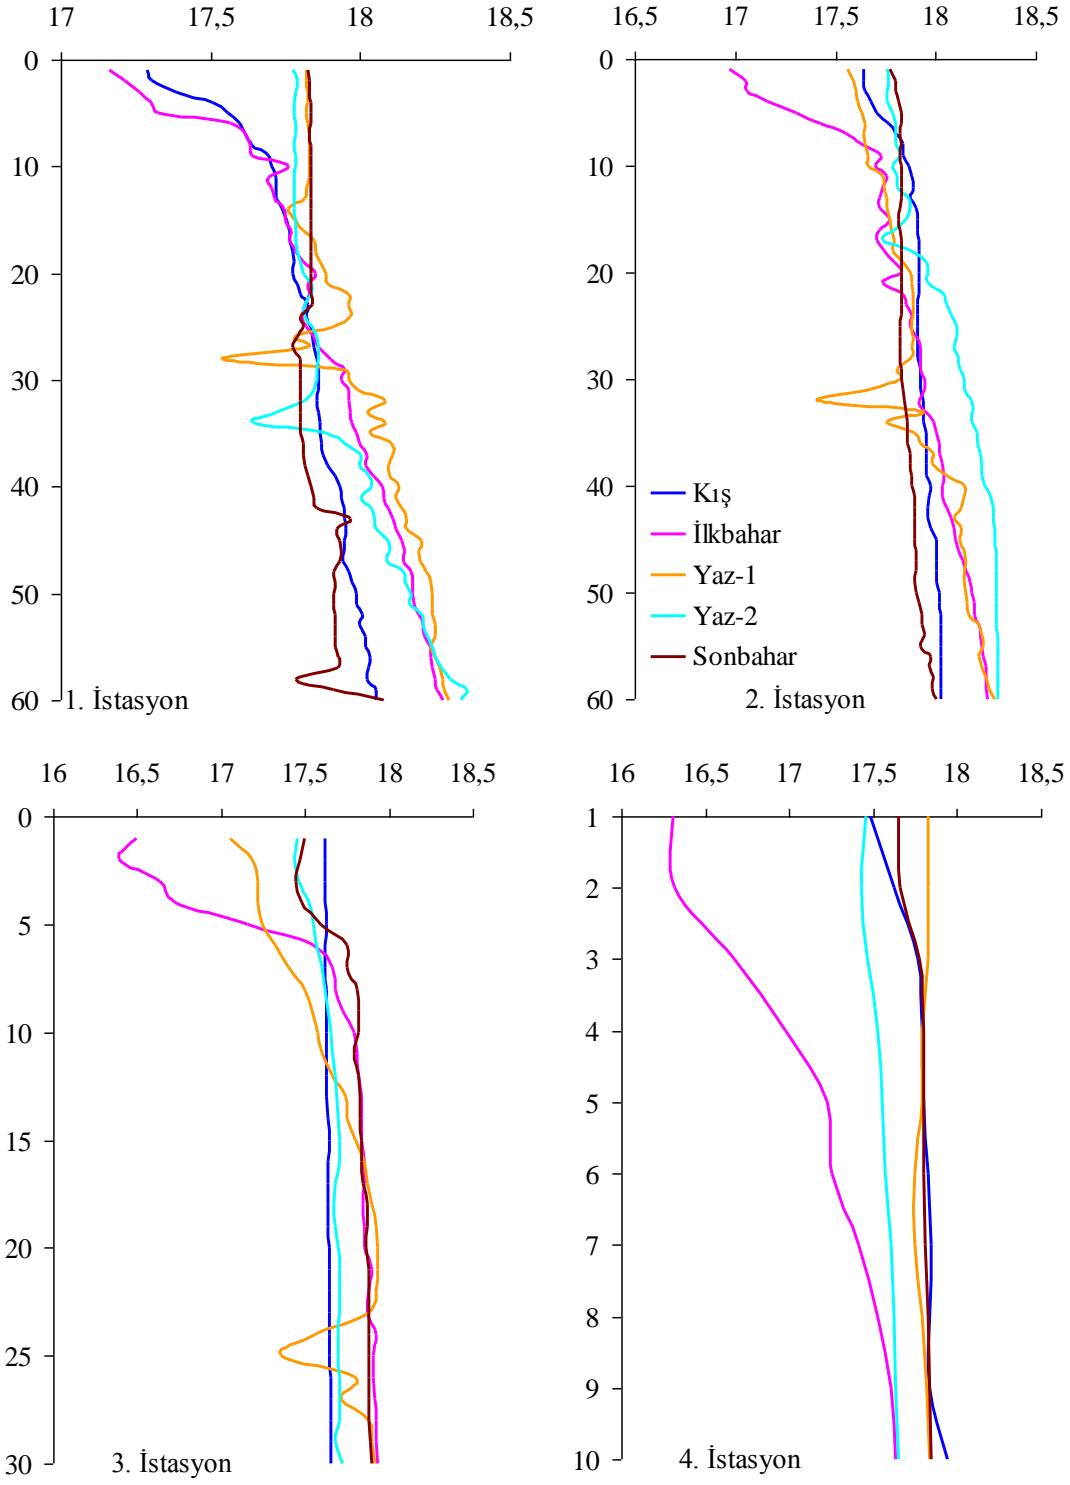 17 17,5 18 18,5
0
10
20
30
40
50
60
1. İstasyon
16,5 17 17,5 18 18,5
0
10
20
30
40
50
60
Kış
İlkbahar
Yaz-1
Yaz-2
Sonbahar
2. İstasyon
16 16,5 17 17,5 18 18,5
0
5
10
15
20
25
30
3. İstasyon
16 16,5 17 17,5 18 18,5
1
2
3
4
5
6
7
8
9
10
4. İstasyon